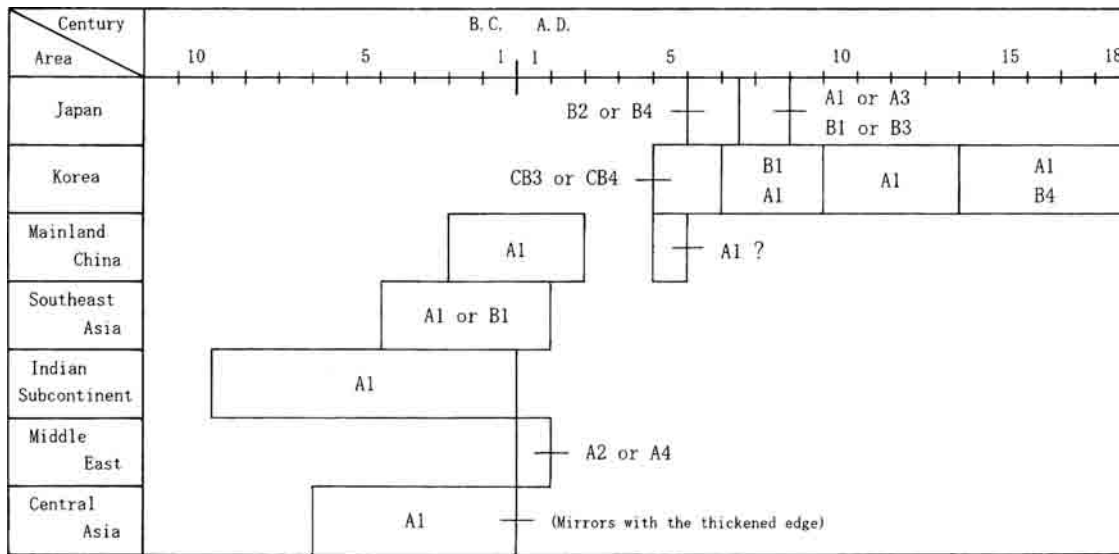 Century
B.C. A.D.
Area
10 5 1 1 5 10 15 18
Japan
B2 or B4
A1 or A3
B1 or B3
Korea
CB3 or CB4
B1
A1
A1
A1
B4
Mainland
China
A1
A1 ?
Southeast
Asia
A1 or B1
Indian
Subcontinent
A1
Middle
East
A2 or A4
Central
Asia
A1
(Mirrors with the thickened edge)